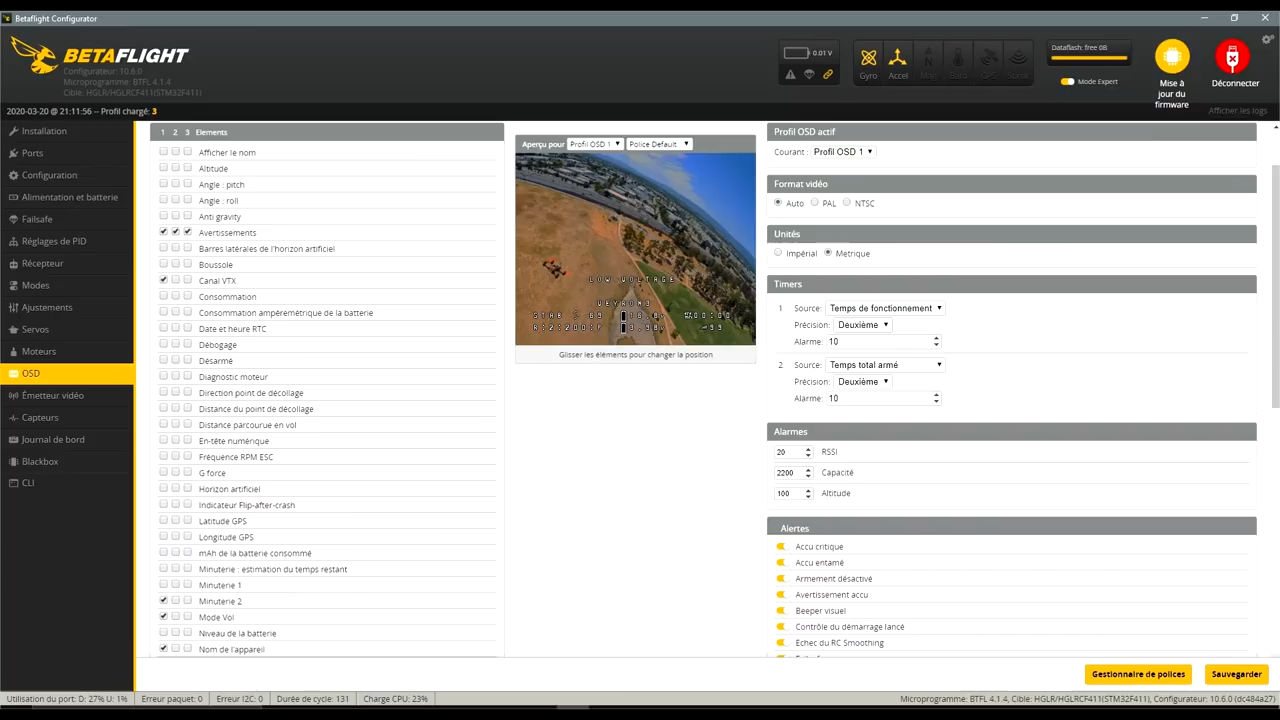 Betaflight Configurator
BETAFLIGHT
Configurateur: 10.6.0
Microprogramme: BTFL 4.1.4
Cible: HGLR/HGLRCF411(STM32F411)
0.01 V
Gyro
Accel
Mag
Baro
GPS
Sonar
Dataflash: free 0B
Mode Expert
Mise à
jour du
firmware
Déconnecter
2020-03-20 @ 21:11:56 -- Profil chargé: 3
Afficher les logs
Installation
Ports
Configuration
Alimentation et batterie
Failsafe
Réglages de PID
Récepteur
Modes
Ajustements
Servos
Moteurs
OSD
Émetteur vidéo
Capteurs
Journal de bord
Blackbox
CLI
1 2 3 Elements
Afficher le nom
Altitude
Angle : pitch
Angle : roll
Anti gravity
Avertissements
Barres latérales de l'horizon artificiel
Boussole
Canal VTX
Consommation
Consommation ampéremétrique de la batterie
Date et heure RTC
Débogage
Désarmé
Diagnostic moteur
Direction point de décollage
Distance du point de décollage
Distance parcourue en vol
En-tête numérique
Fréquence RPM ESC
G force
Horizon artificiel
Indicateur Flip-after-crash
Latitude GPS
Longitude GPS
mAh de la batterie consommé
Minuterie : estimation du temps restant
Minuterie 1
Minuterie 2
Mode Vol
Niveau de la batterie
Nom de l'appareil
Aperçu pour Profil OSD 1 Police Default
LOW VOLTAGE
VEYRON3
STAB 69 16.8V 00:00
R:2:200:P 3.98V -99
Glisser les éléments pour changer la position
Profil OSD actif
Courant : Profil OSD 1
Format vidéo
Auto PAL NTSC
Unités
Impérial Metrique
Timers
1 Source: Temps de fonctionnement
Précision: Deuxième
Alarme: 10
2 Source: Temps total armé
Précision: Deuxième
Alarme: 10
Alarmes
20 RSSI
2200 Capacité
100 Altitude
Alertes
Accu critique
Accu entamé
Armement désactivé
Avertissement accu
Beeper visuel
Contrôle du démarrage lancé
Echec du RC Smoothing
Gestionnaire de polices
Sauvegarder
Utilisation du port: D: 27% U: 1% Erreur paquet: 0 Erreur I2C: 0 Durée de cycle: 131 Charge CPU: 23% Microprogramme: BTFL 4.1.4, Cible: HGLR/HGLRCF411(STM32F411), Configurateur: 10.6.0 (dc484a27)